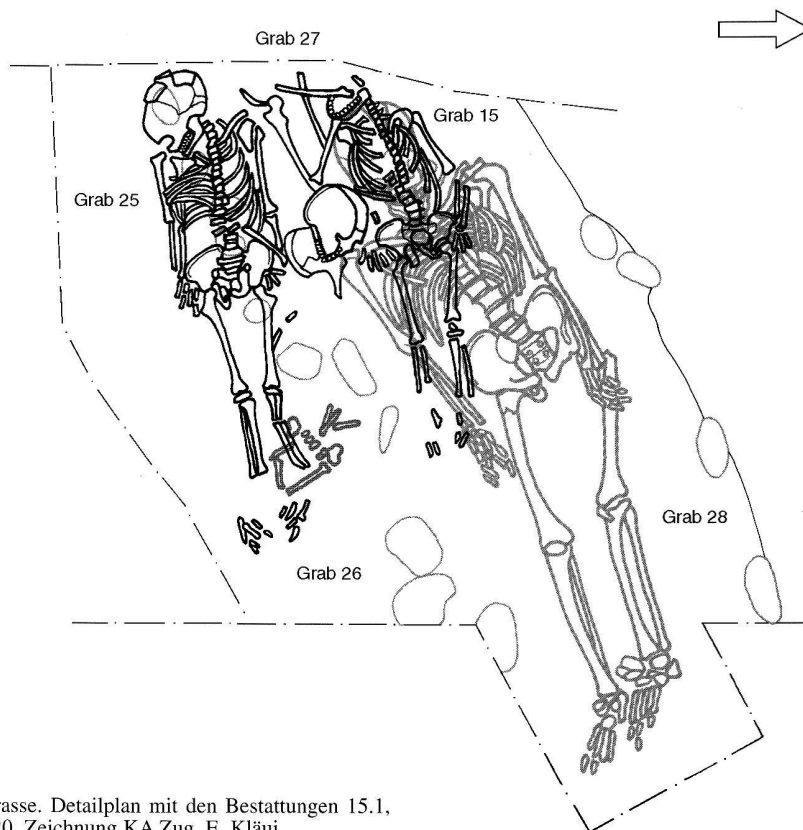 Grab 27
Grab 15
Grab 25
Grab 28
Grab 26
rasse. Detailplan mit den Bestattungen 15.1,
20. Zeichnung KA Zug, E. Kläui.